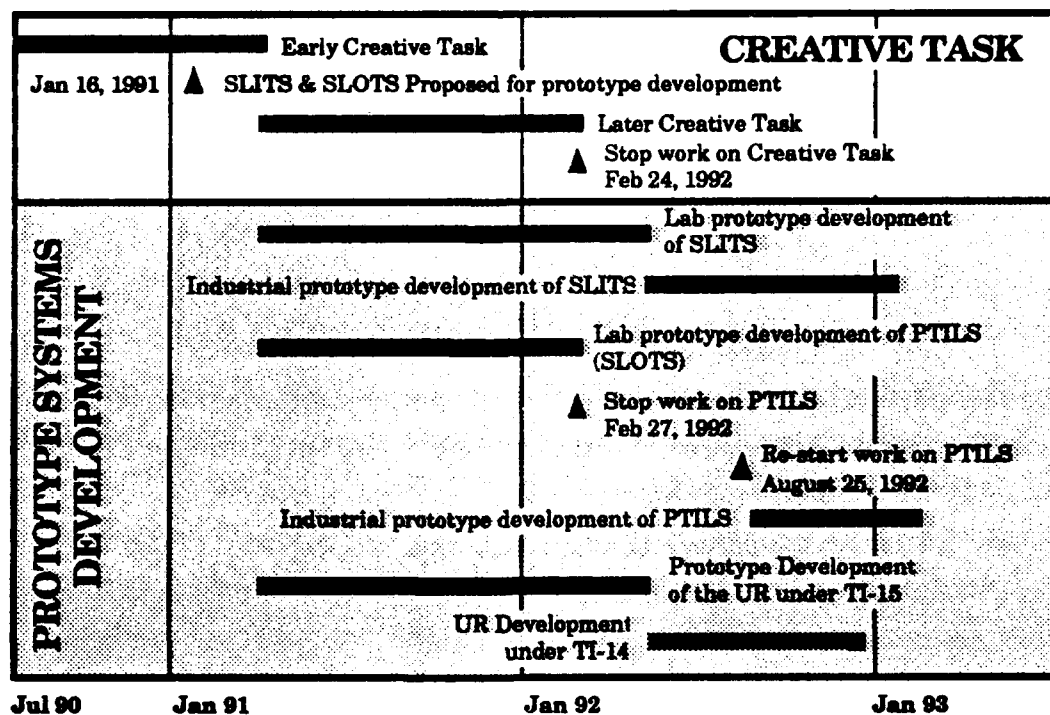 Early Creative Task
CREATIVE TASK
Jan 16, 1991
SLITS & SLOTS Proposed for prototype development
Later Creative Task
Stop work on Creative Task
Feb 24, 1992
PROTOTYPE SYSTEMS
DEVELOPMENT
Lab prototype development
of SLITS
Industrial prototype development of SLITS
Lab prototype development of PTILS
(SLOTS)
Stop work on PTILS
Feb 27, 1992
Re-start work on PTILS
August 25, 1992
Industrial prototype development of PTILS
Prototype Development
of the UR under TI-15
UR Development
under TI-14
Jul 90
Jan 91
Jan 92
Jan 93